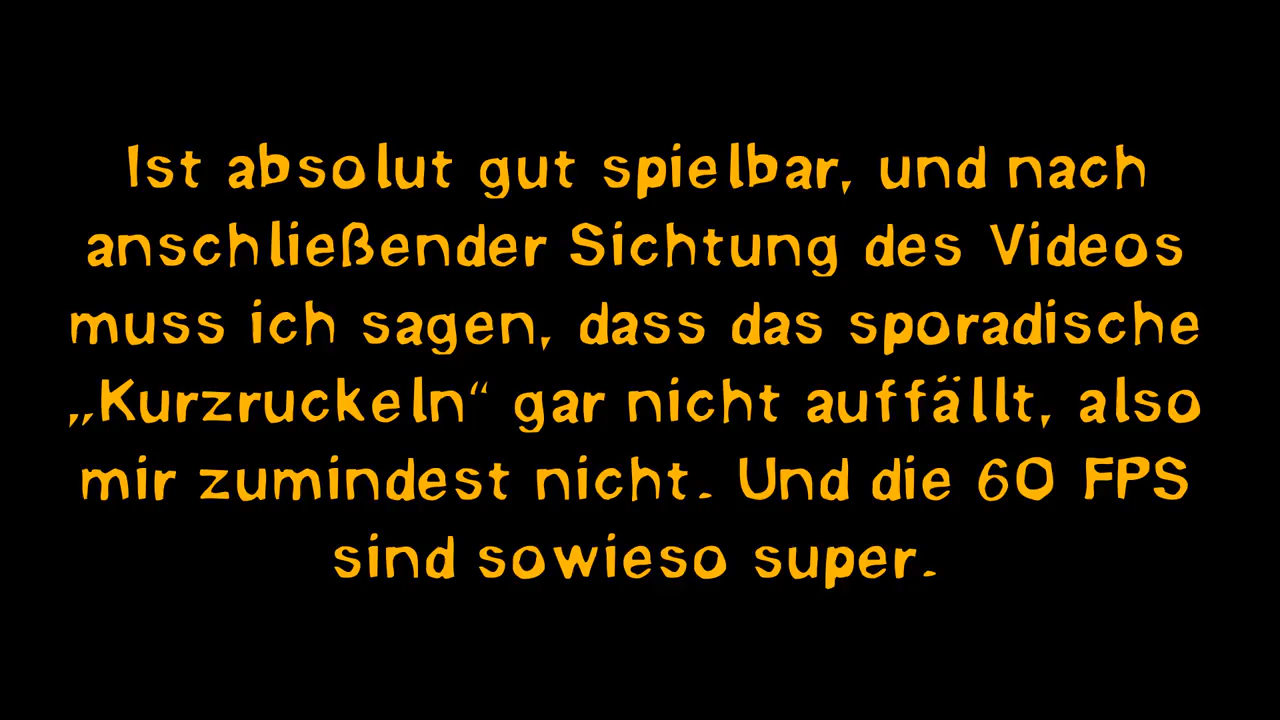 Ist absolut gut spielbar, und nach
anschließender Sichtung des Videos
muss ich sagen, dass das sporadische
„Kurzruckeln“ gar nicht auffällt, also
mir zumindest nicht. Und die 60 FPS
sind sowieso super.